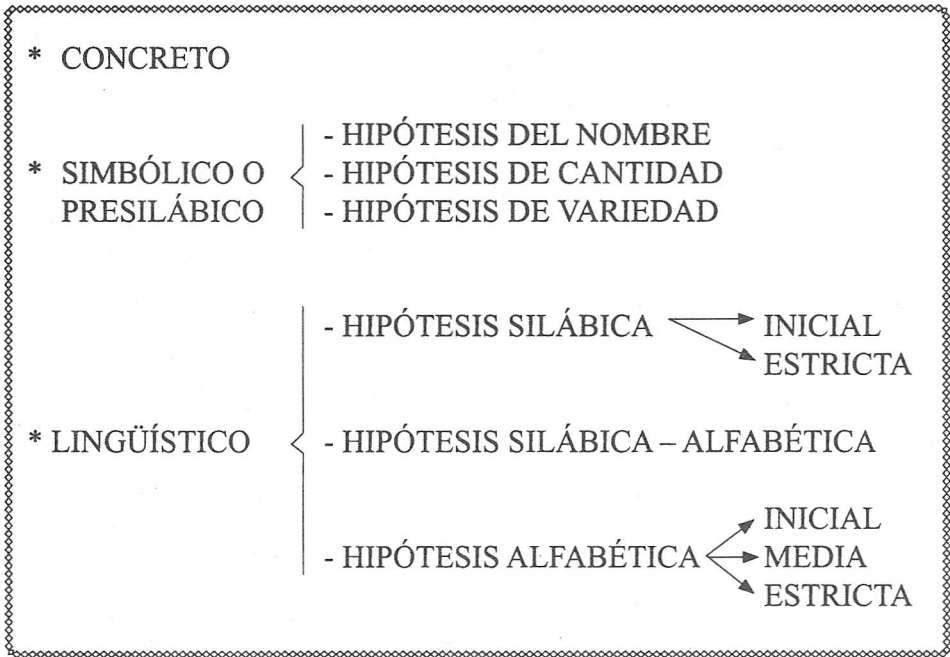 * CONCRETO
- HIPÓTESIS DEL NOMBRE
* SIMBÓLICO O - HIPÓTESIS DE CANTIDAD
PRESILÁBICO - HIPÓTESIS DE VARIEDAD
- HIPÓTESIS SILÁBICA INICIAL
ESTRICTA
* LINGÜÍSTICO - HIPÓTESIS SILÁBICA – ALFABÉTICA
INICIAL
- HIPÓTESIS ALFABÉTICA MEDIA
ESTRICTA